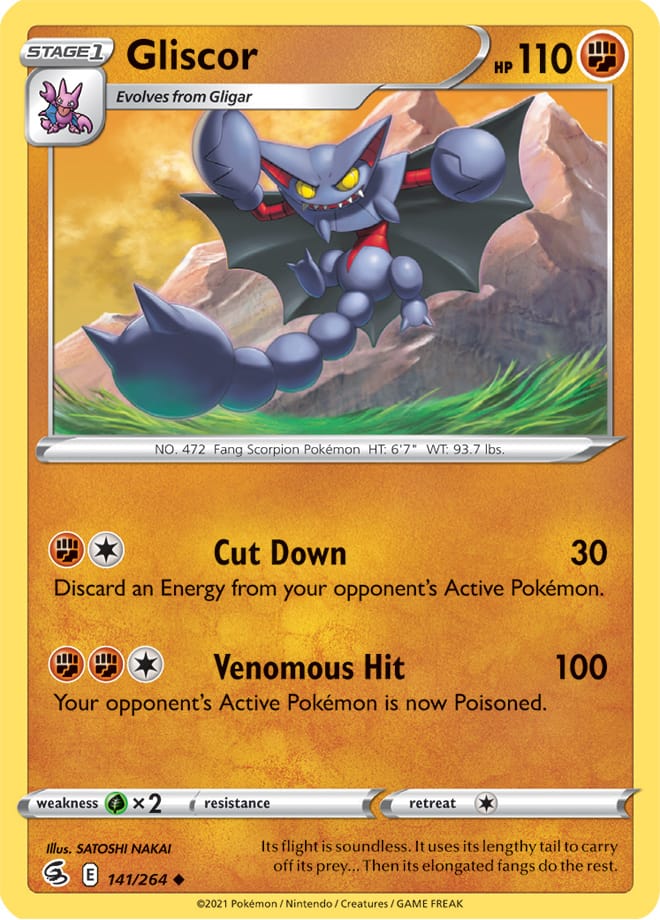 STAGE 1 Gliscor HP 110
Evolves from Gligar
NO. 472 Fang Scorpion Pokémon HT: 6'7" WT: 93.7 lbs.
Cut Down 30
Discard an Energy from your opponent's Active Pokémon.
Venomous Hit 100
Your opponent's Active Pokémon is now Poisoned.
weakness ×2 resistance retreat
Illus. SATOSHI NAKAI
Its flight is soundless. It uses its lengthy tail to carry
off its prey... Then its elongated fangs do the rest.
E 141/264
©2021 Pokémon / Nintendo / Creatures / GAME FREAK